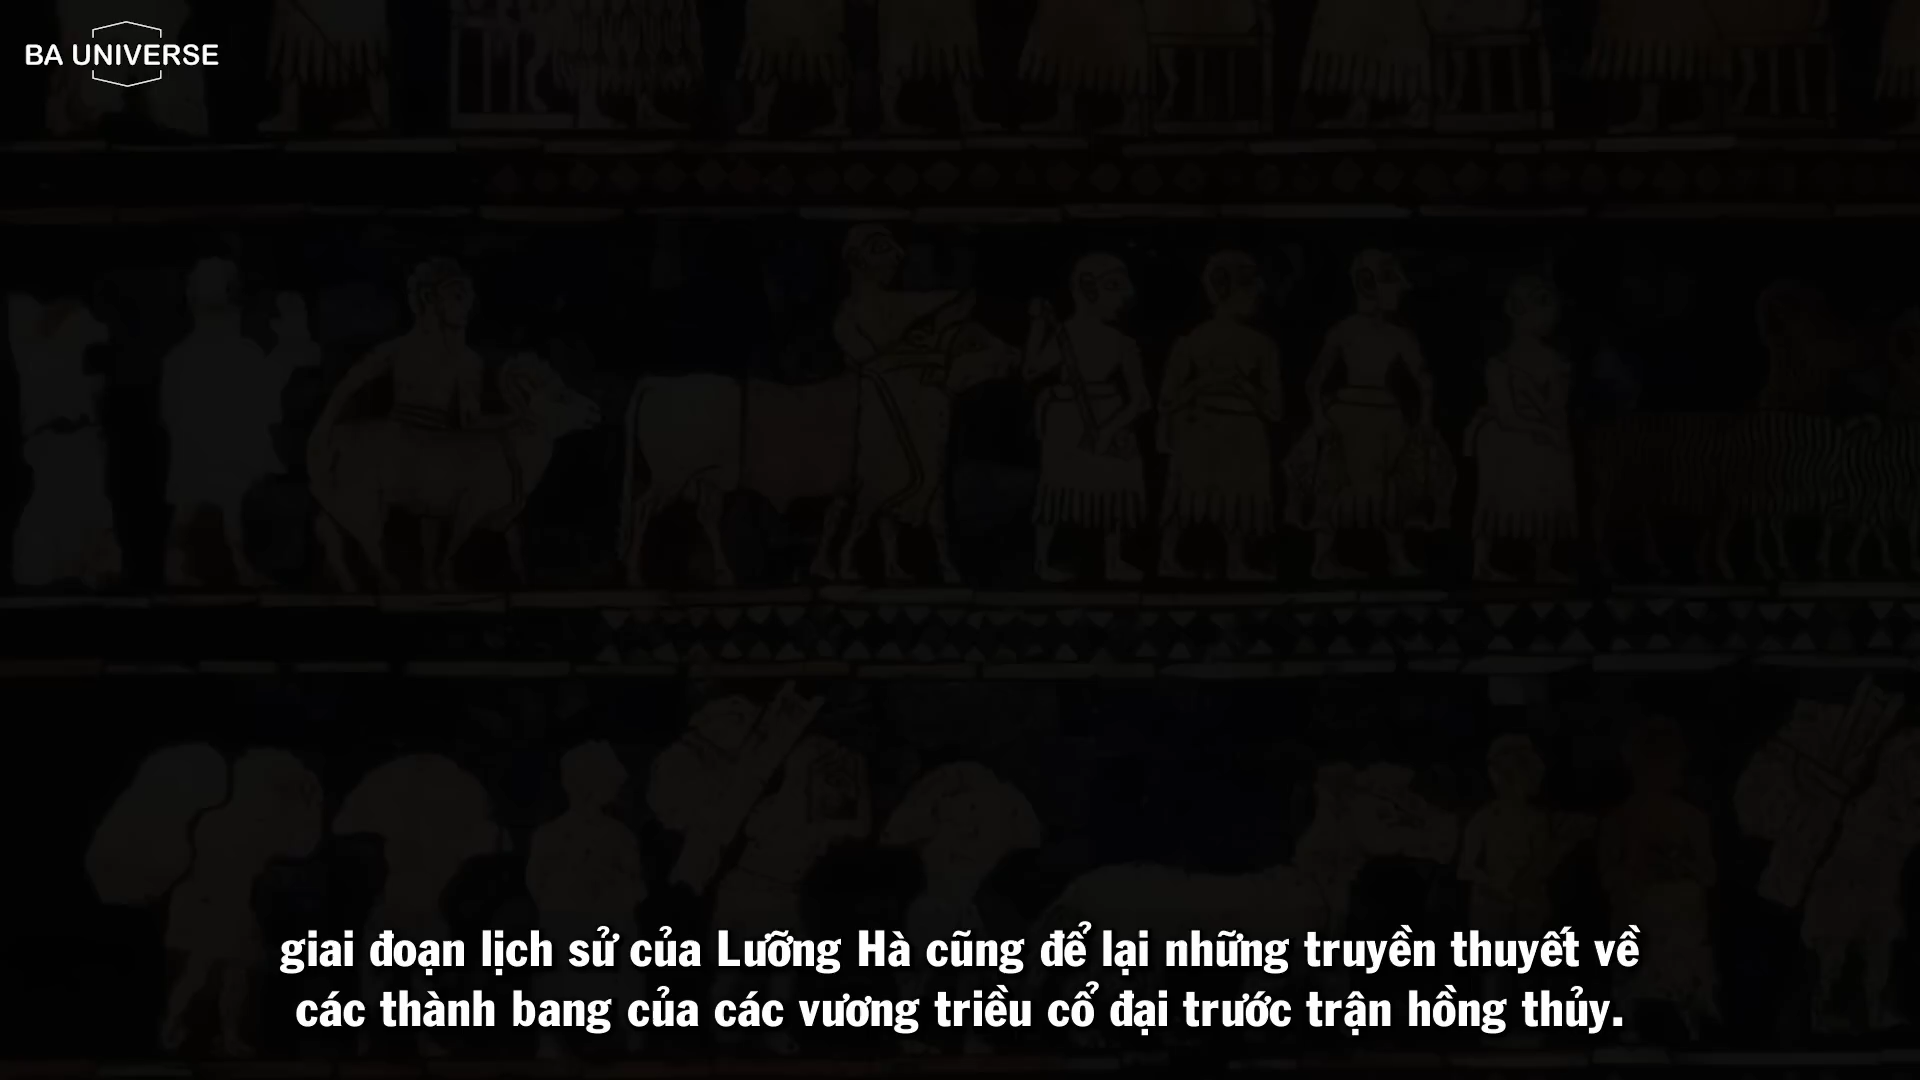 BA UNIVERSE
giai đoạn lịch sử của Lưỡng Hà cũng để lại những truyền thuyết về
các thành bang của các vương triều cổ đại trước trận hồng thủy.